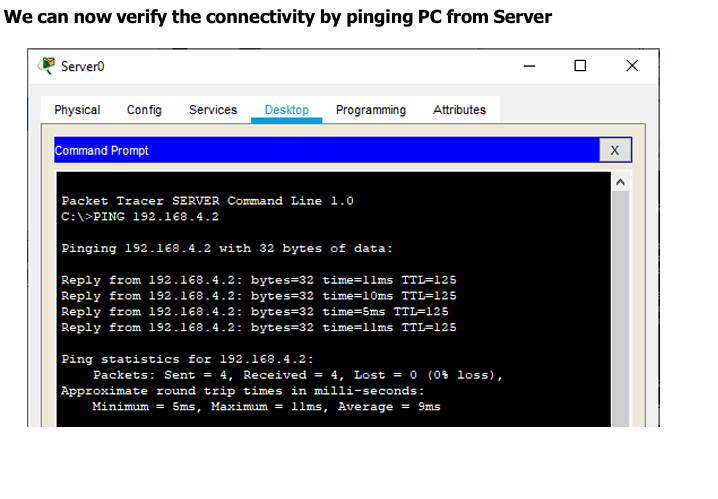 We can now verify the connectivity by pinging PC from Server
Server0
Physical Config Services Desktop Programming Attributes
Command Prompt X
Packet Tracer SERVER Command Line 1.0
C:\>PING 192.168.4.2
Pinging 192.168.4.2 with 32 bytes of data:
Reply from 192.168.4.2: bytes=32 time=11ms TTL=125
Reply from 192.168.4.2: bytes=32 time=10ms TTL=125
Reply from 192.168.4.2: bytes=32 time=5ms TTL=125
Reply from 192.168.4.2: bytes=32 time=11ms TTL=125
Ping statistics for 192.168.4.2:
Packets: Sent = 4, Received = 4, Lost = 0 (0% loss),
Approximate round trip times in milli-seconds:
Minimum = 5ms, Maximum = 11ms, Average = 9ms